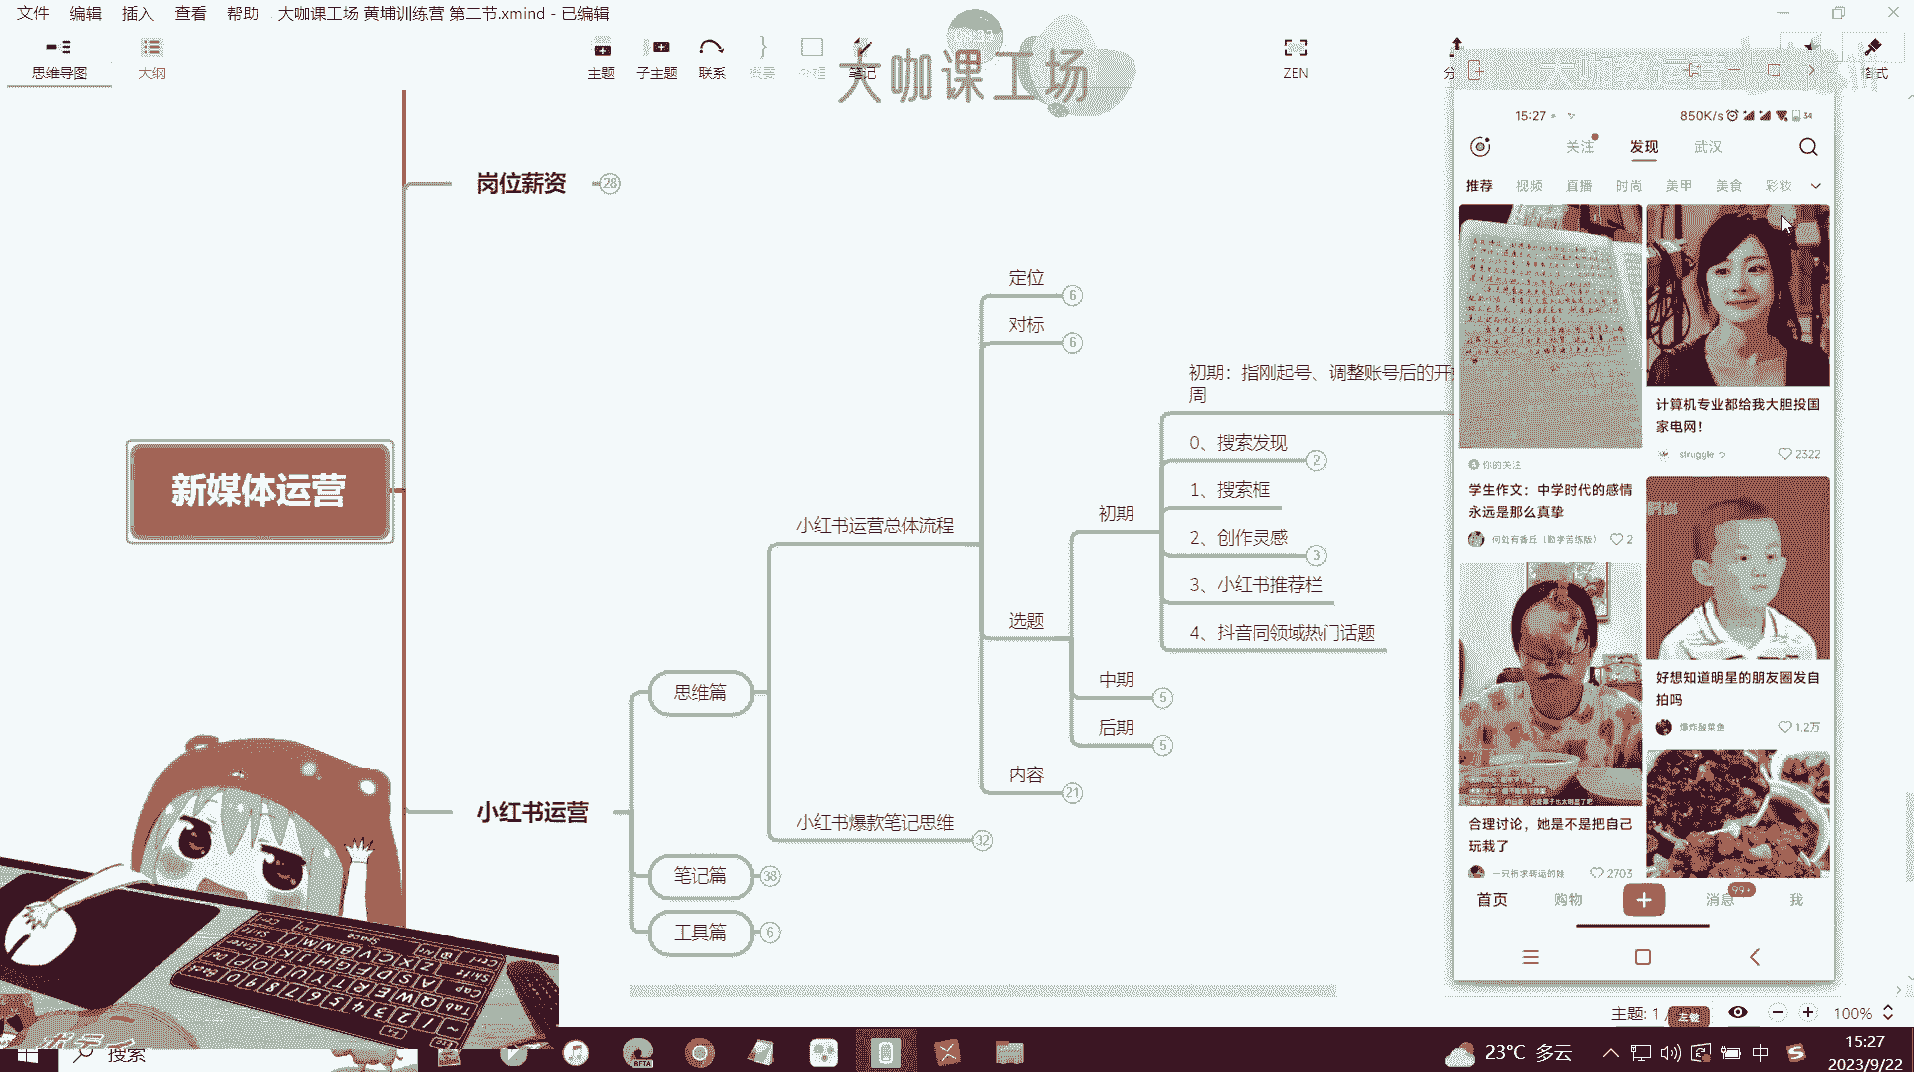 文件 编辑 插入 查看 帮助 大咖课工场 黄埔训练营 第二节.xmind - 已编辑
思维导图
大纲
主题
子主题
联系
概要
笔记
ZEN
大咖课工场
岗位薪资
28
新媒体运营
小红书运营
思维篇
笔记篇
38
工具篇
6
小红书运营总体流程
小红书爆款笔记思维
32
定位
6
对标
6
选题
内容
21
初期
中期
5
后期
5
初期：指刚起号、调整账号后的开
周
0、搜索发现
2
1、搜索框
2、创作灵感
3
3、小红书推荐栏
4、抖音同领域热门话题
15:27
850K/s
34
关注 发现 武汉
推荐 视频 直播 时尚 美甲 美食 彩妆
计算机专业都给我大胆投国
家电网！
struggle
2322
你的关注
学生作文：中学时代的感情
永远是那么真挚
2
好想知道明星的朋友圈发自
拍吗
1.2万
合理讨论，她是不是把自己
玩栽了
2703
首页 购物 消息 99+ 我
主题: 1 /
100%
搜索
BETA
23°C 多云
中
15:27
2023/9/22